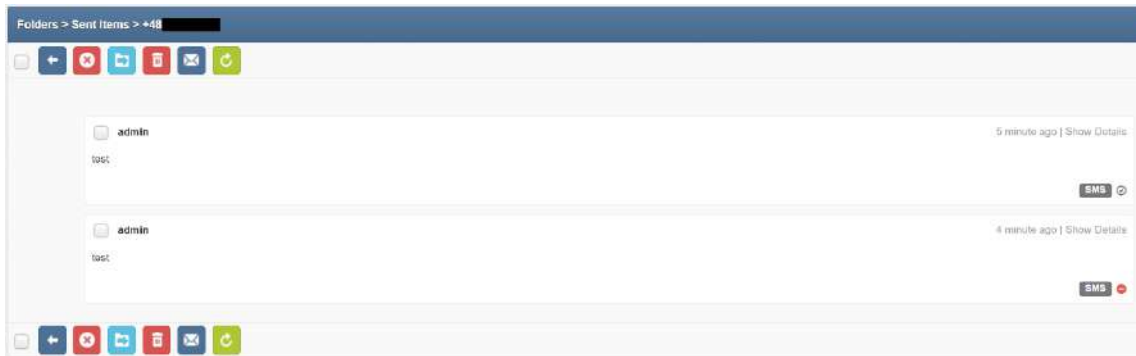 Folders > Sent Items > +48
admin
5 minute ago | Show Details
test
SMS
admin
4 minute ago | Show Details
test
SMS